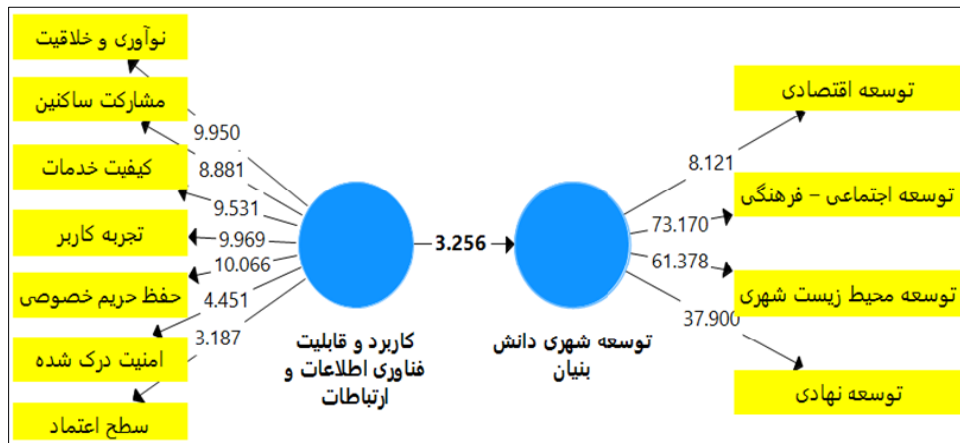 نوآوری و خلاقیت
مشارکت ساکنین
کیفیت خدمات
تجربه کاربر
حفظ حریم خصوصی
امنیت درک شده
سطح اعتماد
9.950
8.881
9.531
9.969
10.066
4.451
3.187
کاربرد و قابلیت
فناوری اطلاعات و
ارتباطات
3.256
توسعه شهری دانش
بنیان
8.121
73.170
61.378
37.900
توسعه اقتصادی
توسعه اجتماعی – فرهنگی
توسعه محیط زیست شهری
توسعه نهادی